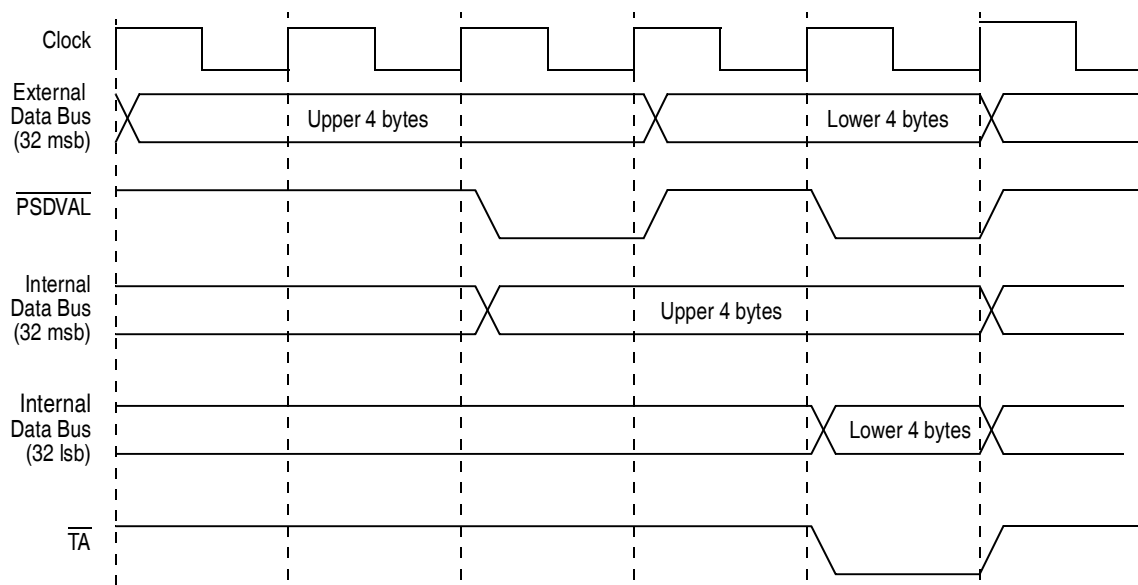 Clock
External
Data Bus
(32 msb)
Upper 4 bytes
Lower 4 bytes
PSDVAL
Internal
Data Bus
(32 msb)
Upper 4 bytes
Internal
Data Bus
(32 lsb)
Lower 4 bytes
TA